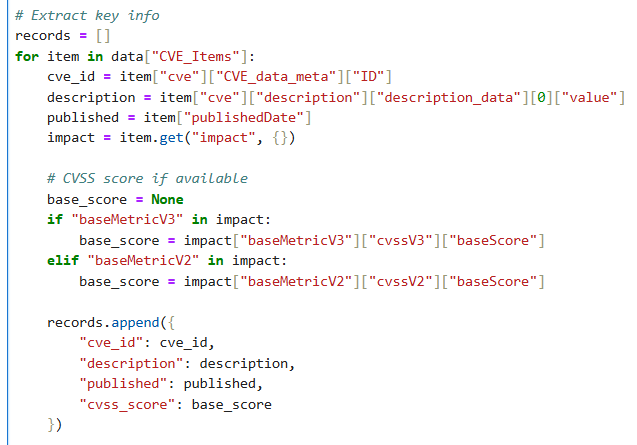 # Extract key info
records = []
for item in data["CVE_Items"]:
    cve_id = item["cve"]["CVE_data_meta"]["ID"]
    description = item["cve"]["description"]["description_data"][0]["value"]
    published = item["publishedDate"]
    impact = item.get("impact", {})

    # CVSS score if available
    base_score = None
    if "baseMetricV3" in impact:
        base_score = impact["baseMetricV3"]["cvssV3"]["baseScore"]
    elif "baseMetricV2" in impact:
        base_score = impact["baseMetricV2"]["cvssV2"]["baseScore"]

    records.append({
        "cve_id": cve_id,
        "description": description,
        "published": published,
        "cvss_score": base_score
    })